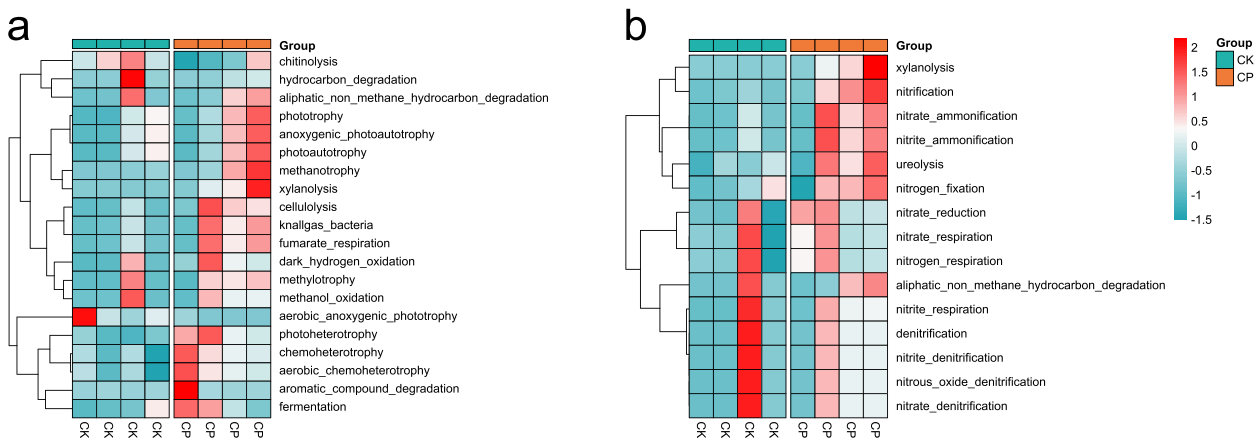 a
Group
chitinolysis
hydrocarbon_degradation
aliphatic_non_methane_hydrocarbon_degradation
phototrophy
anoxygenic_photoautotrophy
photoautotrophy
methanotrophy
xylanolysis
cellulolysis
knallgas_bacteria
fumarate_respiration
dark_hydrogen_oxidation
methylotrophy
methanol_oxidation
aerobic_anoxygenic_phototrophy
photoheterotrophy
chemoheterotrophy
aerobic_chemoheterotrophy
aromatic_compound_degradation
fermentation
CK CK CK CK CP CP CP CP
b
Group
xylanolysis
nitrification
nitrate_ammonification
nitrite_ammonification
ureolysis
nitrogen_fixation
nitrate_reduction
nitrate_respiration
nitrogen_respiration
aliphatic_non_methane_hydrocarbon_degradation
nitrite_respiration
denitrification
nitrite_denitrification
nitrous_oxide_denitrification
nitrate_denitrification
CK CK CK CK CP CP CP CP
2
1.5
1
0.5
0
-0.5
-1
-1.5
Group
CK
CP